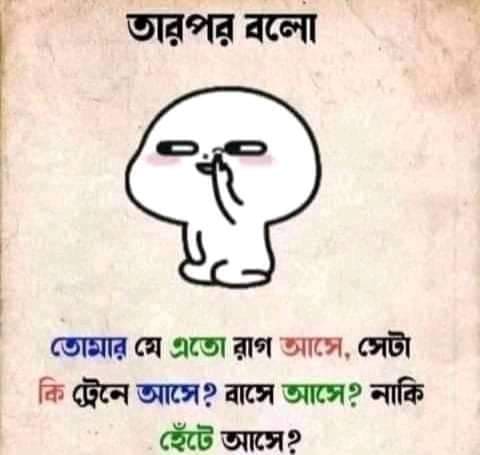 তারপর বলো
তোমার যে এতো রাগ আসে, সেটা
কি ট্রেনে আসে? বাসে আসে? নাকি
হেঁটে আসে?